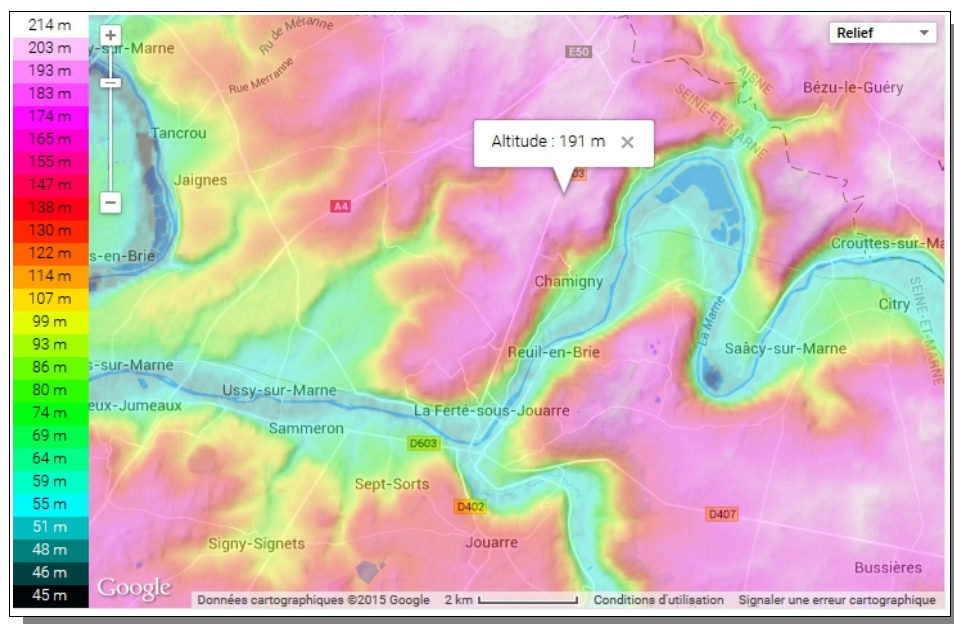 214 m
203 m
193 m
183 m
174 m
165 m
155 m
147 m
138 m
130 m
122 m
114 m
107 m
99 m
93 m
86 m
80 m
74 m
69 m
64 m
59 m
55 m
51 m
48 m
46 m
45 m
+
−
y-sur-Marne
Ru de Méranne
Rue Merranne
E50
Relief
AISNE
SEINE-ET-MARNE
Bézu-le-Guéry
Tancrou
Altitude : 191 m ×
03
Jaignes
A4
s-en-Brie
Crouttes-sur-Ma
Chamigny
Citry
SEINE-ET-MARNE
La Marne
Reuil-en-Brie
Saâcy-sur-Marne
s-sur-Marne
Ussy-sur-Marne
eux-Jumeaux
La Ferté-sous-Jouarre
Sammeron
D603
Sept-Sorts
D402
D407
Signy-Signets
Jouarre
Bussières
Google
Données cartographiques ©2015 Google 2 km Conditions d'utilisation Signaler une erreur cartographique